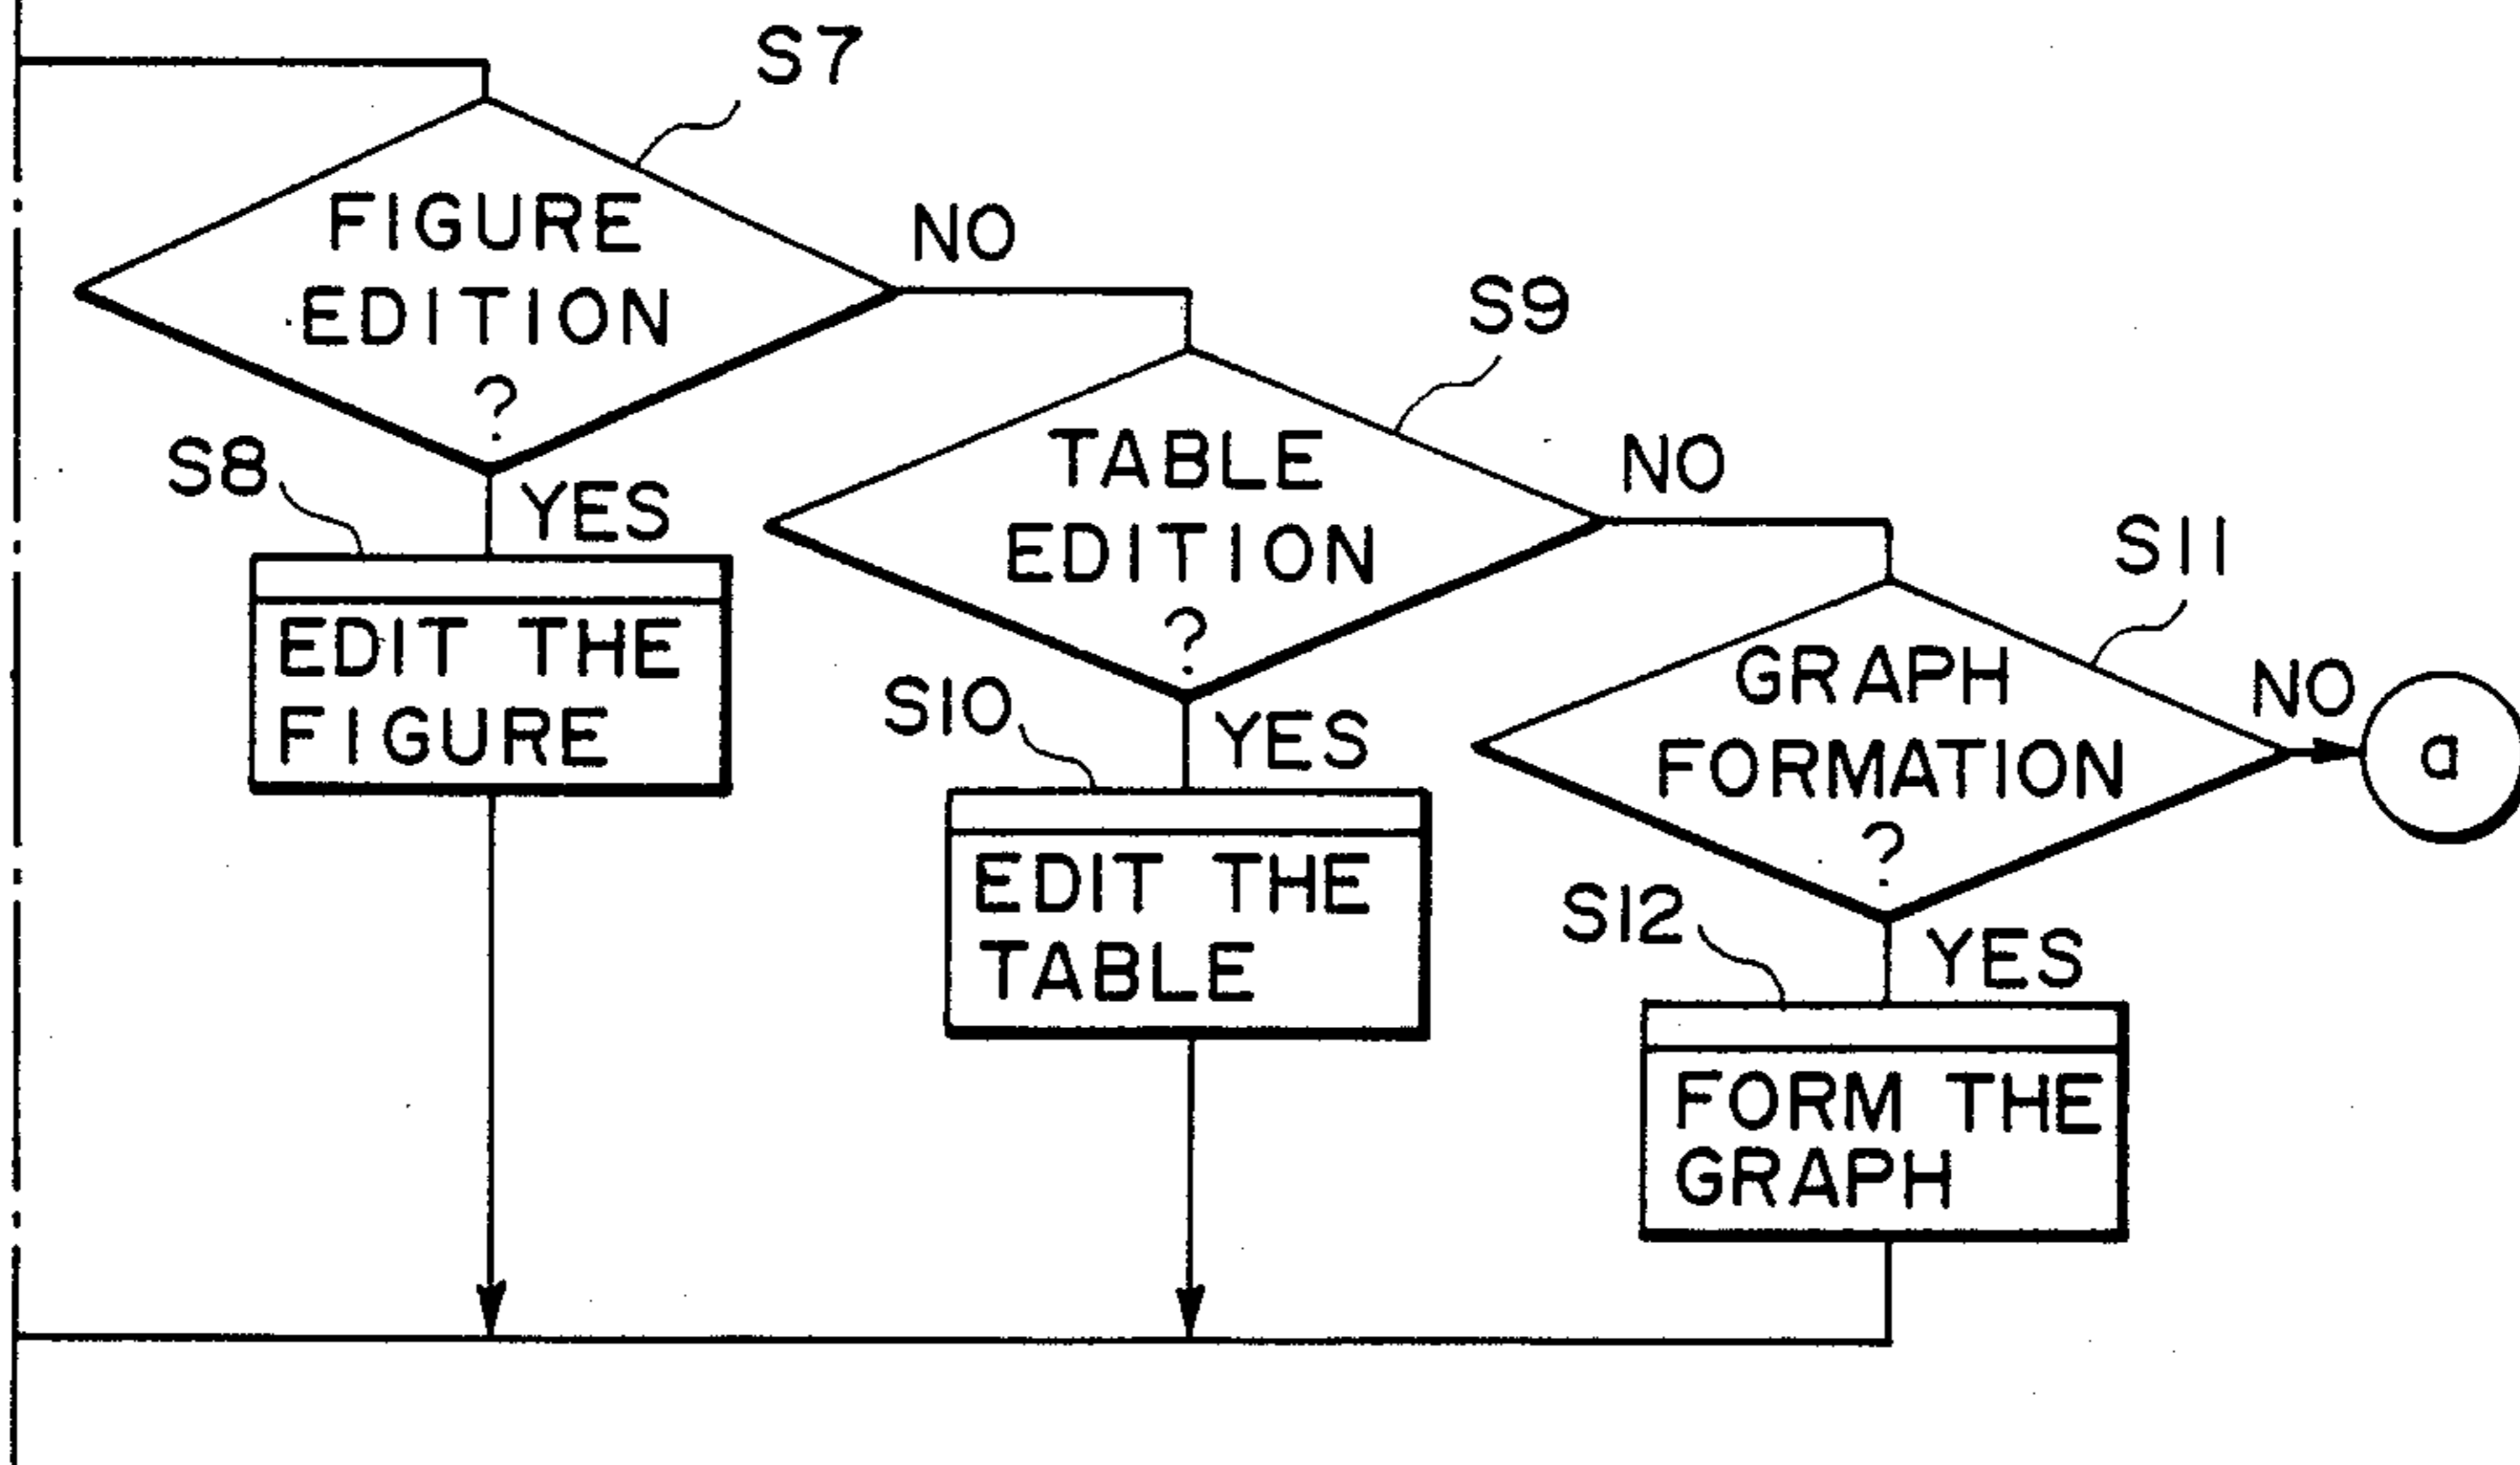 S7
FIGURE
EDITION
?
NO
S8
YES
EDIT THE
FIGURE
S9
TABLE
EDITION
?
NO
S10
YES
EDIT THE
TABLE
S11
GRAPH
FORMATION
?
NO
a
S12
YES
FORM THE
GRAPH